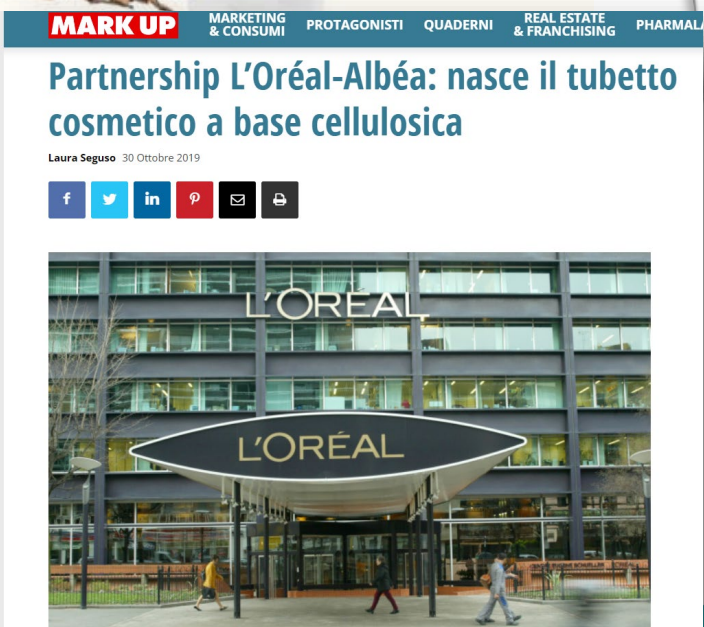 MARK UP
MARKETING
& CONSUMI
PROTAGONISTI
QUADERNI
REAL ESTATE
& FRANCHISING
Partnership L'Oréal-Albéa: nasce il tubetto
cosmetico a base cellulosica
Laura Seguso 30 Ottobre 2019
L'ORÉAL
L'ORÉAL